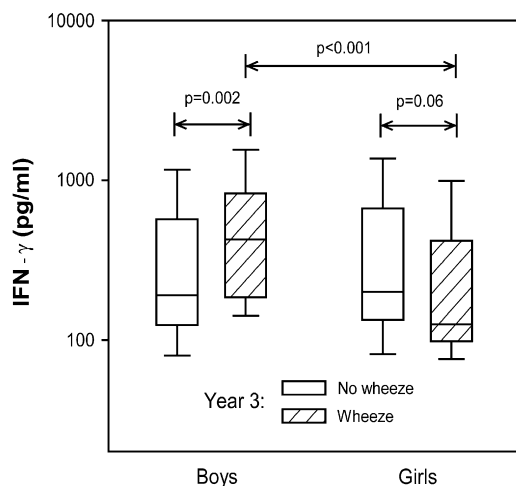 10000
p<0.001
p=0.002
p=0.06
1000
IFN - γ (pg/ml)
100
Year 3:
No wheeze
Wheeze
Boys
Girls